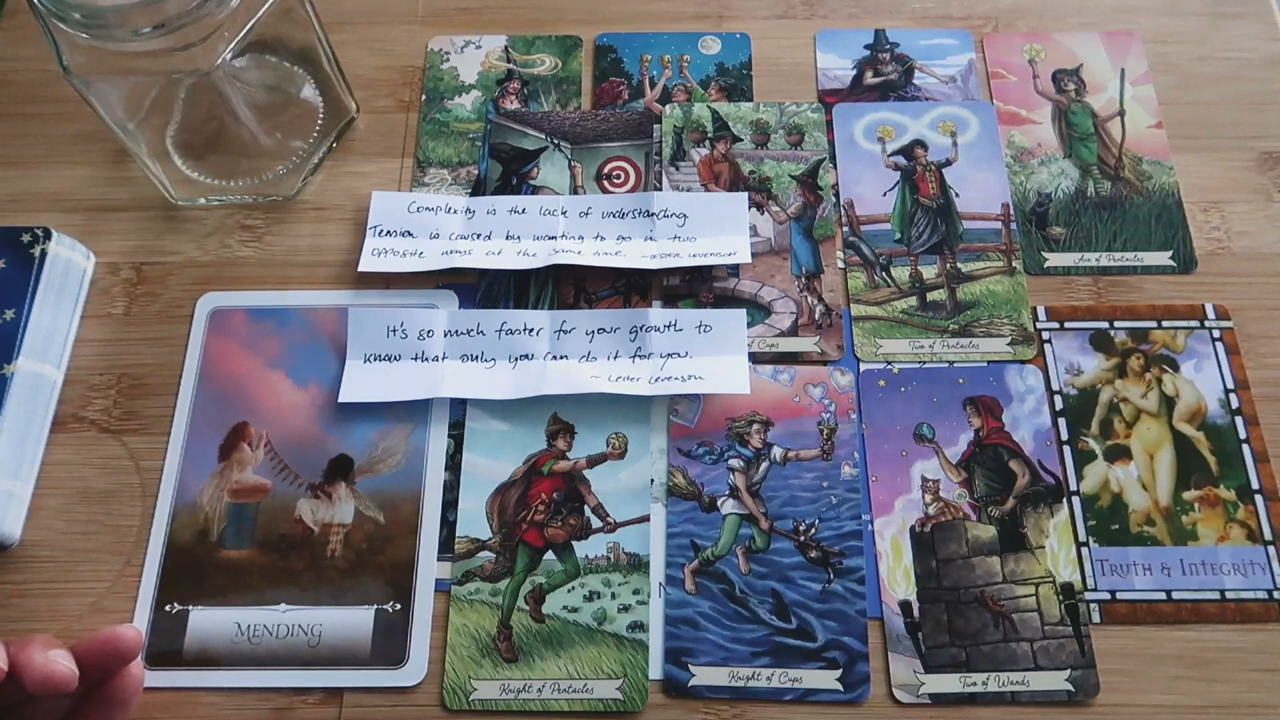 Complexity is the lack of understanding.
Tension is caused by wanting to go in two
opposite ways at the same time. ~LESTER LEVENSON
Ace of Pentacles
It's so much faster for your growth to
know that only you can do it for you.
~ Lester Levenson
of Cups
Two of Pentacles
TRUTH & INTEGRITY
MENDING
Knight of Pentacles
Knight of Cups
Two of Wands